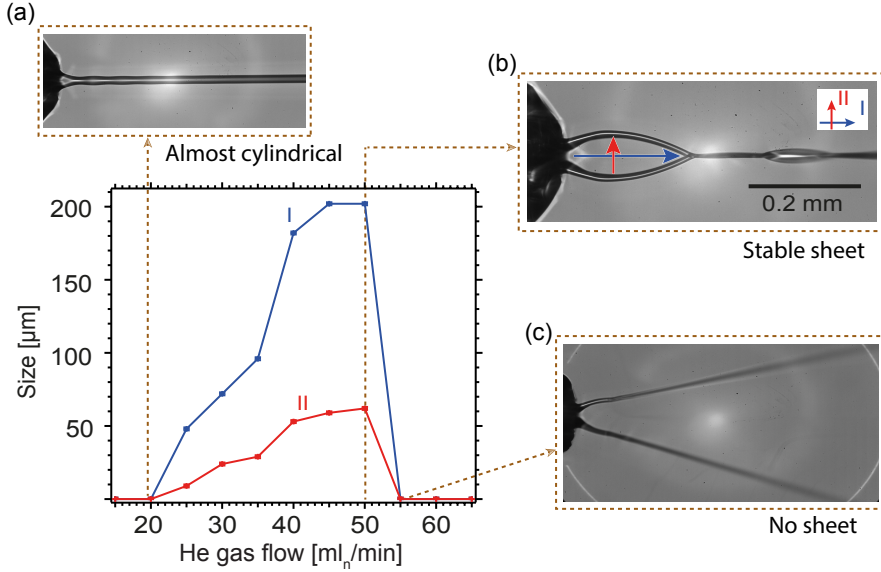 (a)
Almost cylindrical
(b)
II
I
0.2 mm
Stable sheet
(c)
No sheet
Size [µm]
200
150
100
50
I
II
20 30 40 50 60
He gas flow [mlₙ/min]